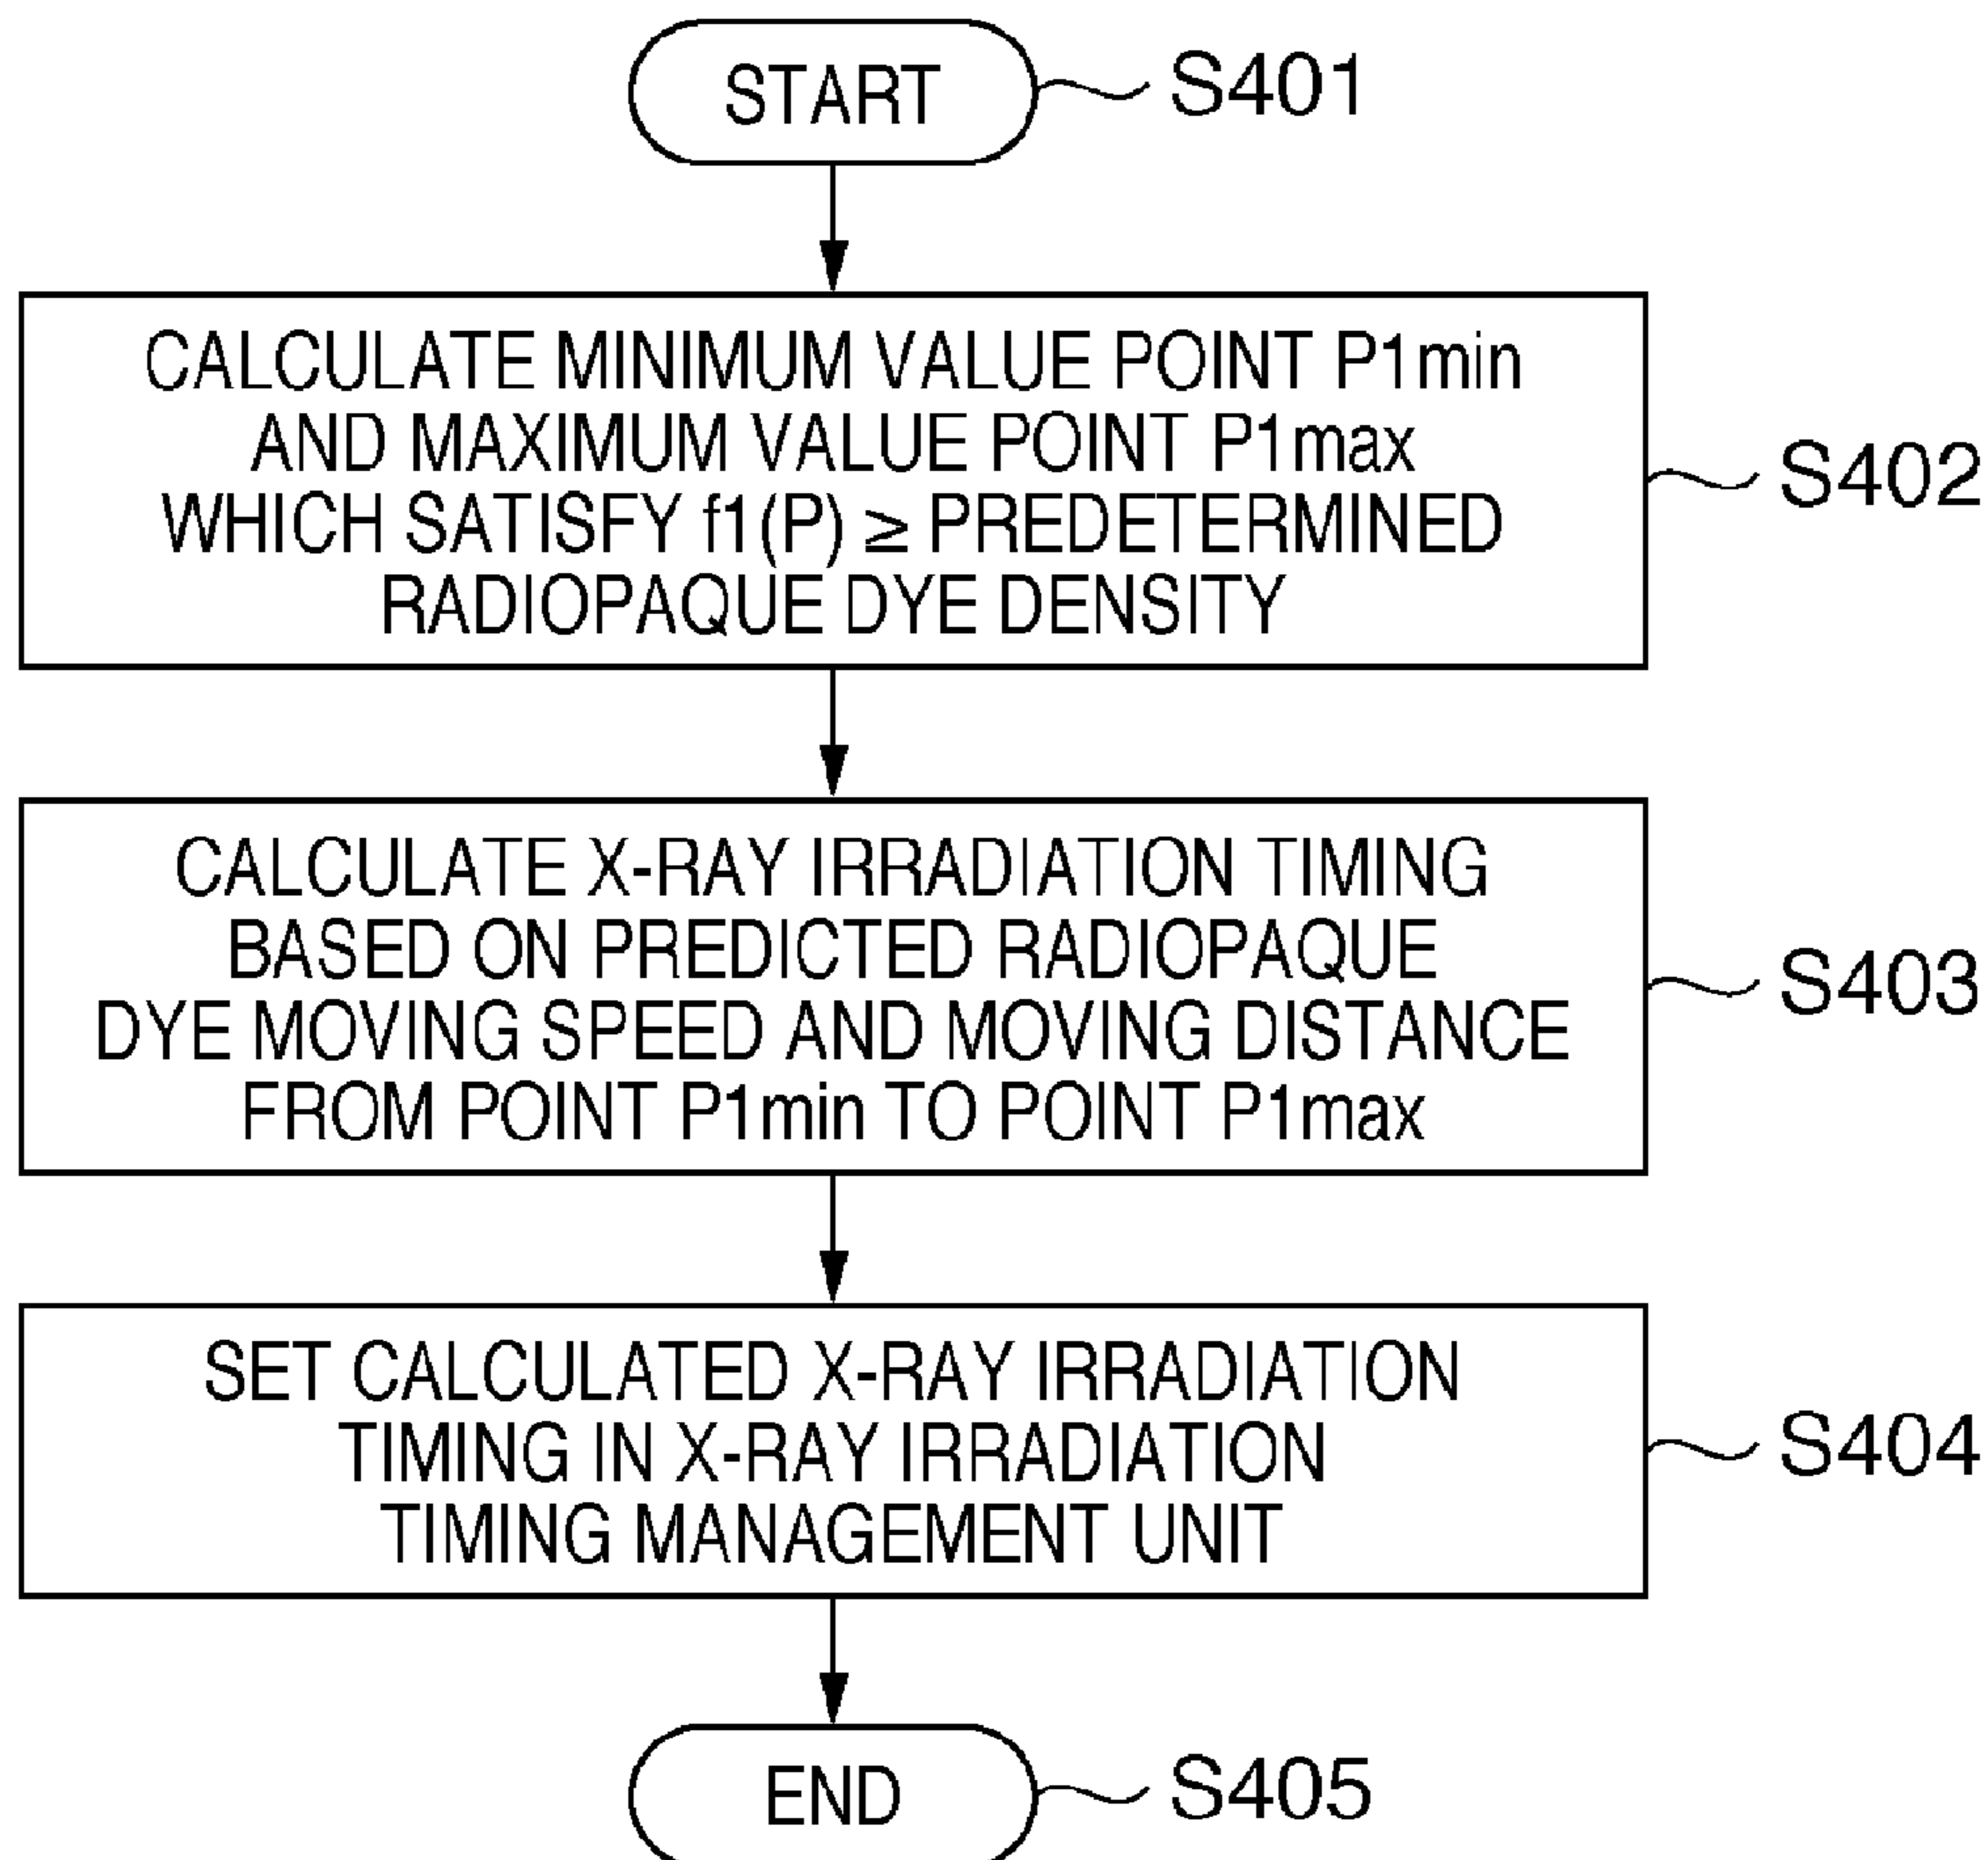 START
S401
CALCULATE MINIMUM VALUE POINT P1min
AND MAXIMUM VALUE POINT P1max
WHICH SATISFY f1(P) ≥ PREDETERMINED
RADIOPAQUE DYE DENSITY
S402
CALCULATE X-RAY IRRADIATION TIMING
BASED ON PREDICTED RADIOPAQUE
DYE MOVING SPEED AND MOVING DISTANCE
FROM POINT P1min TO POINT P1max
S403
SET CALCULATED X-RAY IRRADIATION
TIMING IN X-RAY IRRADIATION
TIMING MANAGEMENT UNIT
S404
END
S405